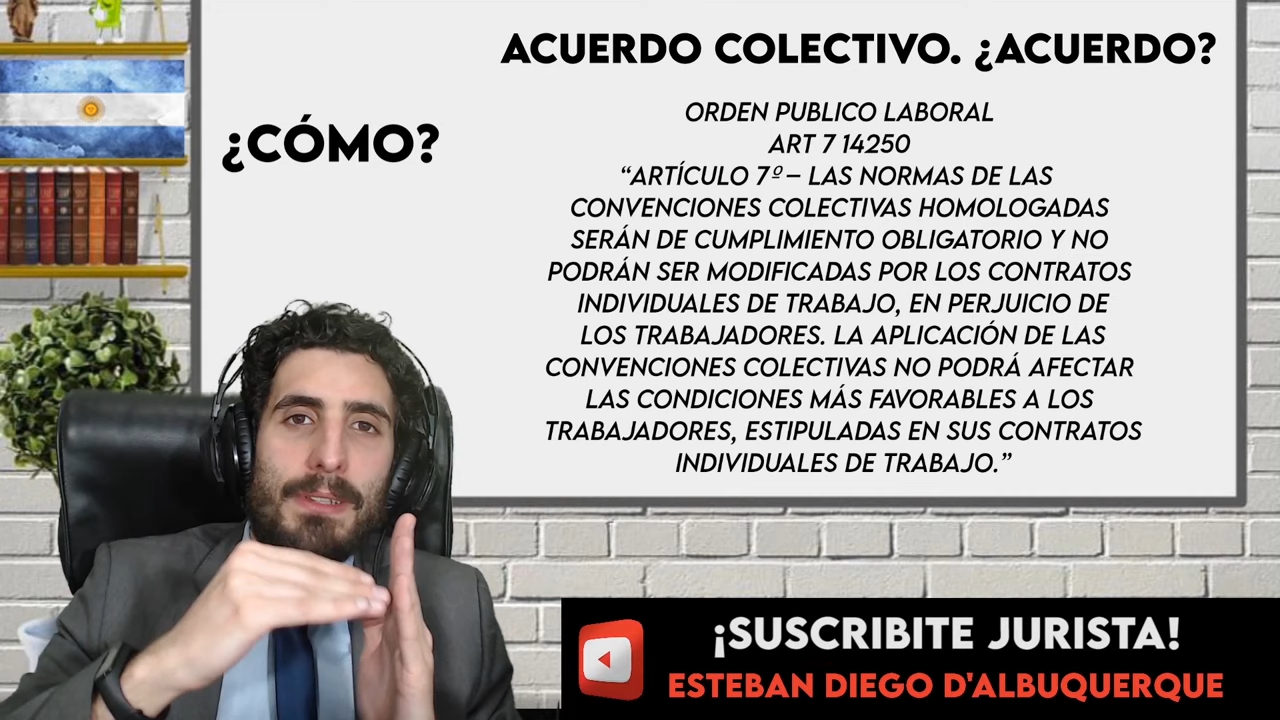 ACUERDO COLECTIVO. ¿ACUERDO?
¿CÓMO?
ORDEN PUBLICO LABORAL
ART 7 14250
“ARTÍCULO 7º – LAS NORMAS DE LAS
CONVENCIONES COLECTIVAS HOMOLOGADAS
SERÁN DE CUMPLIMIENTO OBLIGATORIO Y NO
PODRÁN SER MODIFICADAS POR LOS CONTRATOS
INDIVIDUALES DE TRABAJO, EN PERJUICIO DE
LOS TRABAJADORES. LA APLICACIÓN DE LAS
CONVENCIONES COLECTIVAS NO PODRÁ AFECTAR
LAS CONDICIONES MÁS FAVORABLES A LOS
TRABAJADORES, ESTIPULADAS EN SUS CONTRATOS
INDIVIDUALES DE TRABAJO.”
¡SUSCRIBITE JURISTA!
ESTEBAN DIEGO D'ALBUQUERQUE